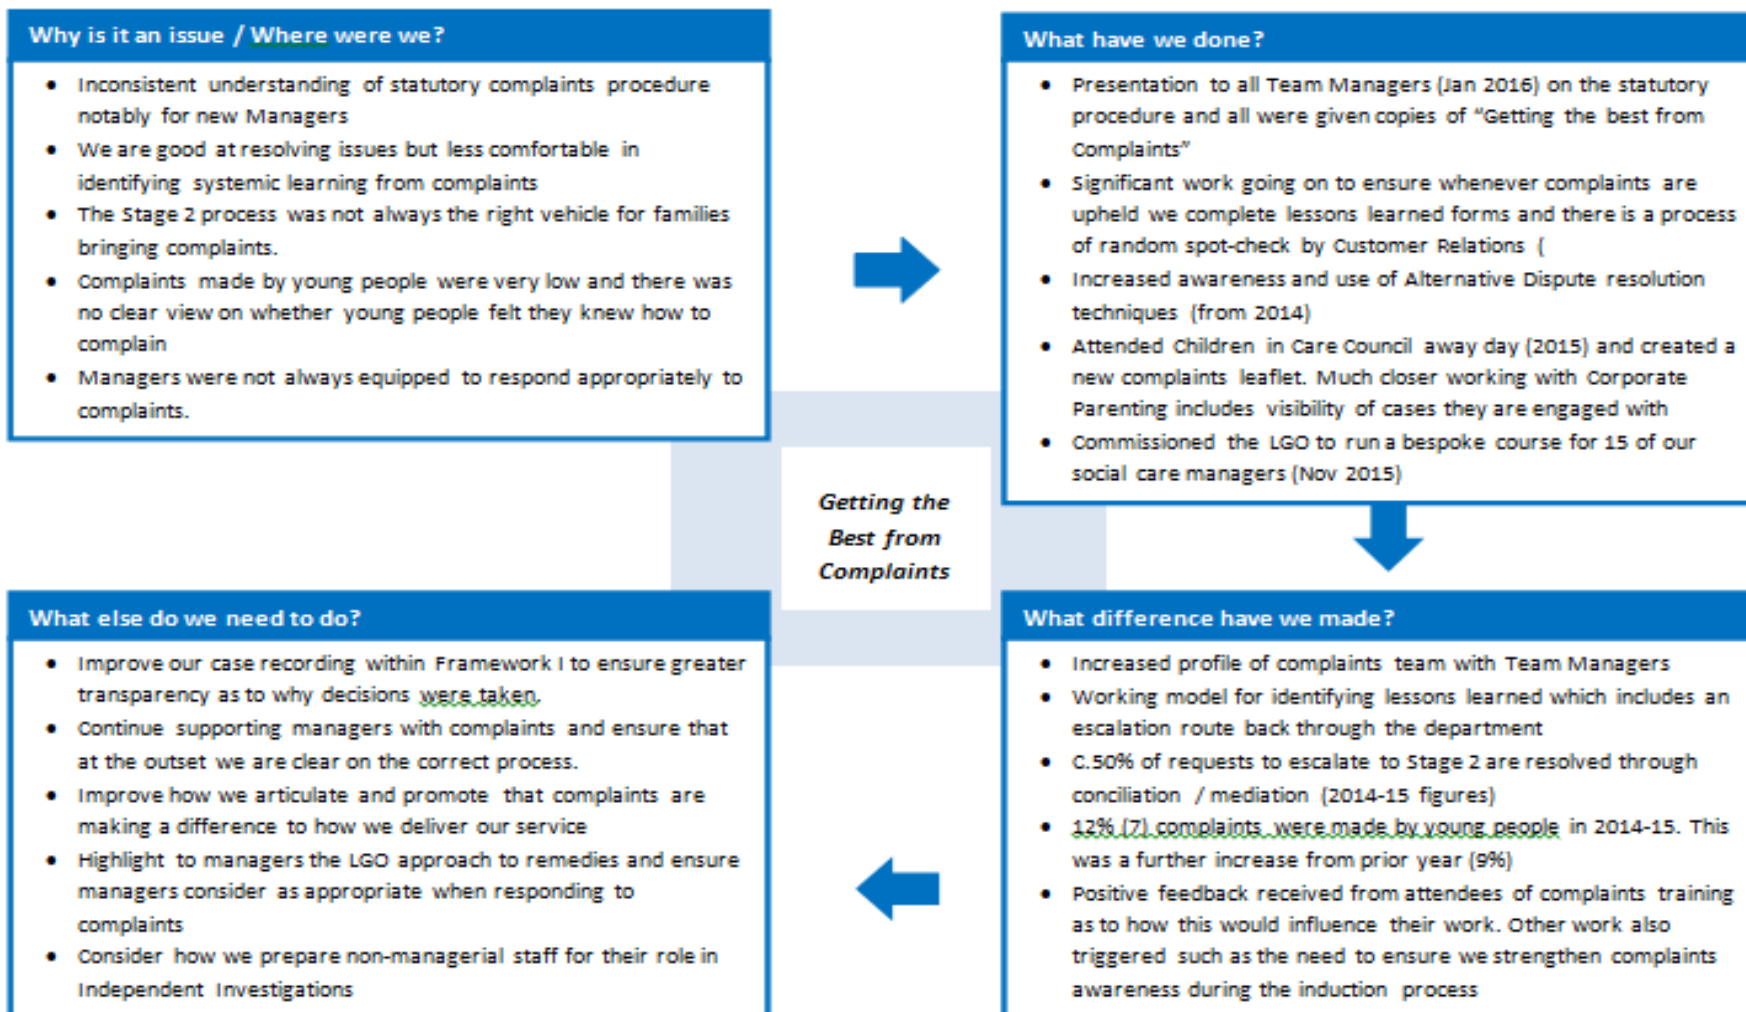 Why is it an issue / Where were we?
• Inconsistent understanding of statutory complaints procedure
notably for new Managers
• We are good at resolving issues but less comfortable in
identifying systemic learning from complaints
• The Stage 2 process was not always the right vehicle for families
bringing complaints.
• Complaints made by young people were very low and there was
no clear view on whether young people felt they knew how to
complain
• Managers were not always equipped to respond appropriately to
complaints.
What have we done?
• Presentation to all Team Managers (Jan 2016) on the statutory
procedure and all were given copies of “Getting the best from
Complaints”
• Significant work going on to ensure whenever complaints are
upheld we complete lessons learned forms and there is a process
of random spot-check by Customer Relations (
• Increased awareness and use of Alternative Dispute resolution
techniques (from 2014)
• Attended Children in Care Council away day (2015) and created a
new complaints leaflet. Much closer working with Corporate
Parenting includes visibility of cases they are engaged with
• Commissioned the LGO to run a bespoke course for 15 of our
social care managers (Nov 2015)
Getting the
Best from
Complaints
What difference have we made?
• Increased profile of complaints team with Team Managers
• Working model for identifying lessons learned which includes an
escalation route back through the department
• C.50% of requests to escalate to Stage 2 are resolved through
conciliation / mediation (2014-15 figures)
• 12% (7) complaints were made by young people in 2014-15. This
was a further increase from prior year (9%)
• Positive feedback received from attendees of complaints training
as to how this would influence their work. Other work also
triggered such as the need to ensure we strengthen complaints
awareness during the induction process
What else do we need to do?
• Improve our case recording within Framework I to ensure greater
transparency as to why decisions were taken.
• Continue supporting managers with complaints and ensure that
at the outset we are clear on the correct process.
• Improve how we articulate and promote that complaints are
making a difference to how we deliver our service
• Highlight to managers the LGO approach to remedies and ensure
managers consider as appropriate when responding to
complaints
• Consider how we prepare non-managerial staff for their role in
Independent Investigations